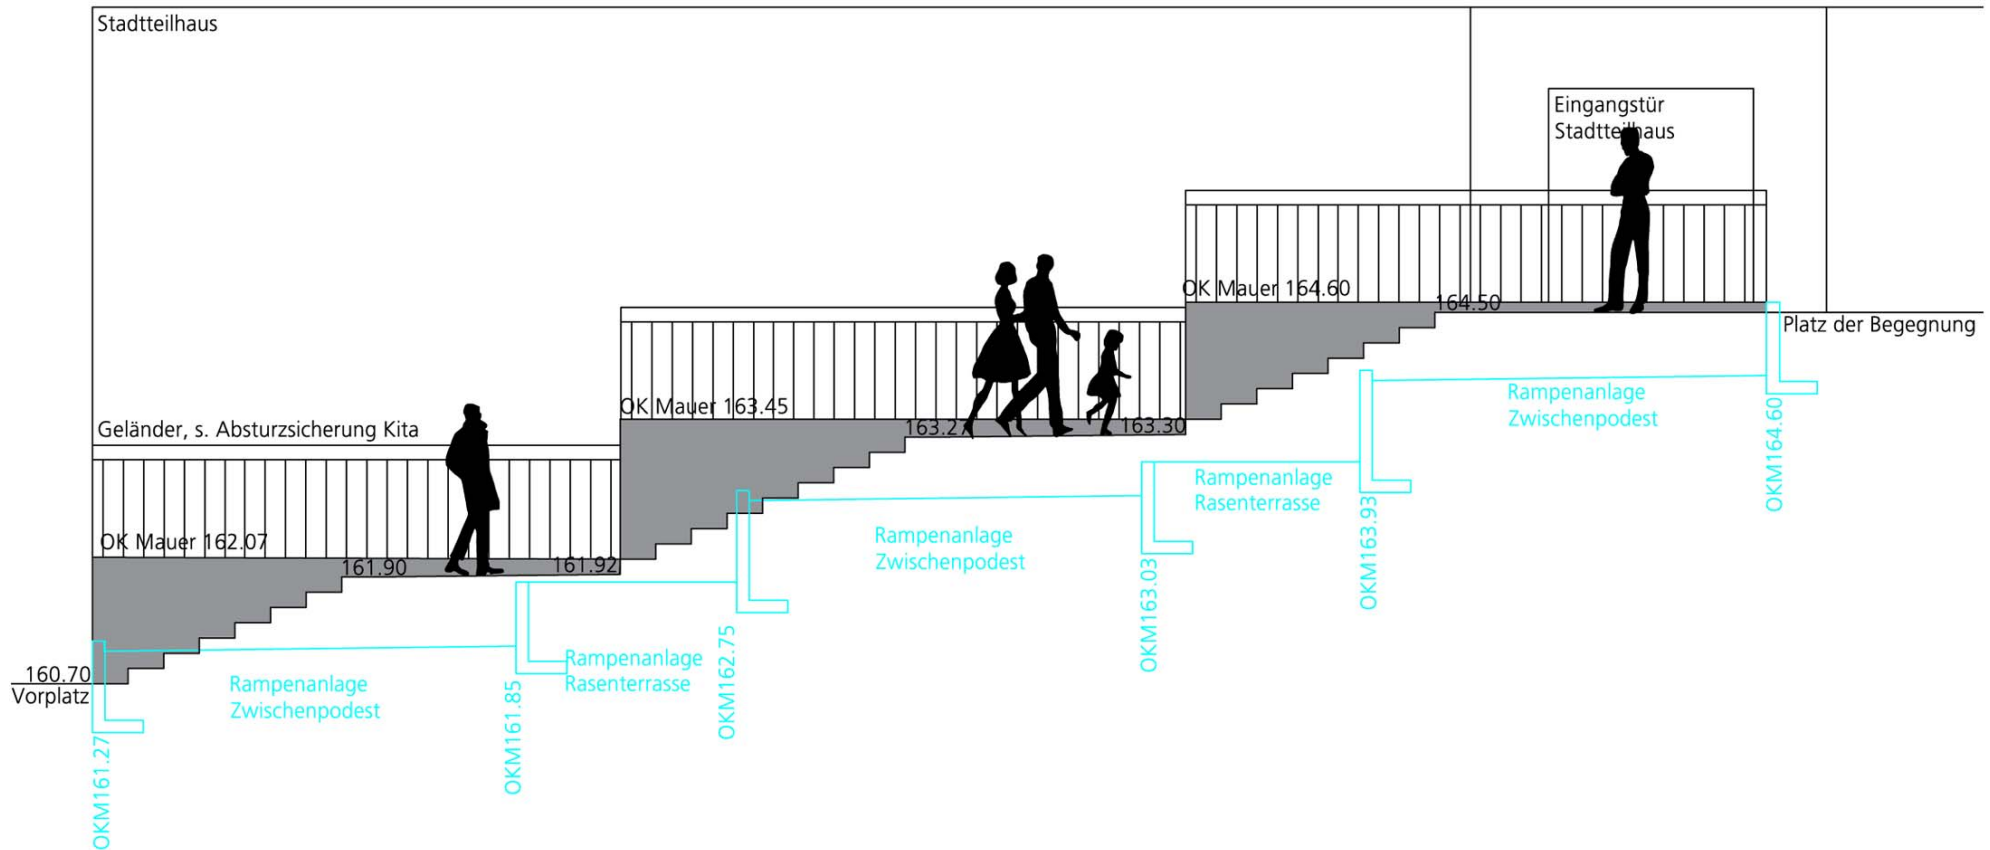 Stadtteilhaus
Eingangstür
Stadtteilhaus
OK Mauer 164.60
164.50
Platz der Begegnung
OK Mauer 163.45
163.27
163.30
Rampenanlage
Zwischenpodest
OKM164.60
Geländer, s. Absturzsicherung Kita
Rampenanlage
Rasenterrasse
OKM163.93
OK Mauer 162.07
161.90
161.92
Rampenanlage
Zwischenpodest
OKM163.03
160.70
Vorplatz
Rampenanlage
Zwischenpodest
Rampenanlage
Rasenterrasse
OKM162.75
OKM161.85
OKM161.27